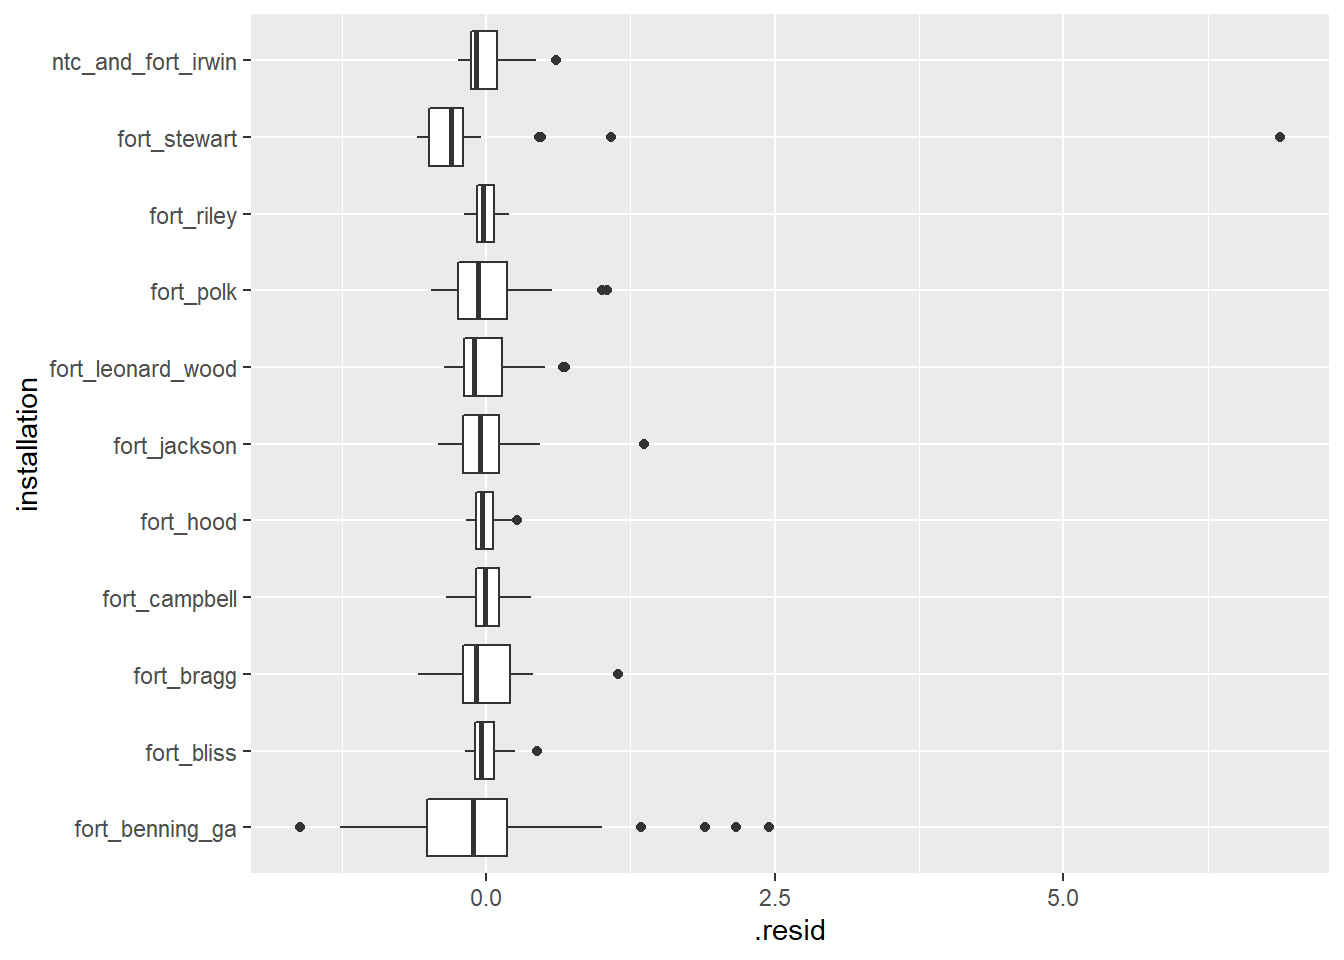 ntc_and_fort_irwin
fort_stewart
fort_riley
fort_polk
fort_leonard_wood
fort_jackson
fort_hood
fort_campbell
fort_bragg
fort_bliss
fort_benning_ga
installation
0.0 2.5 5.0
.resid